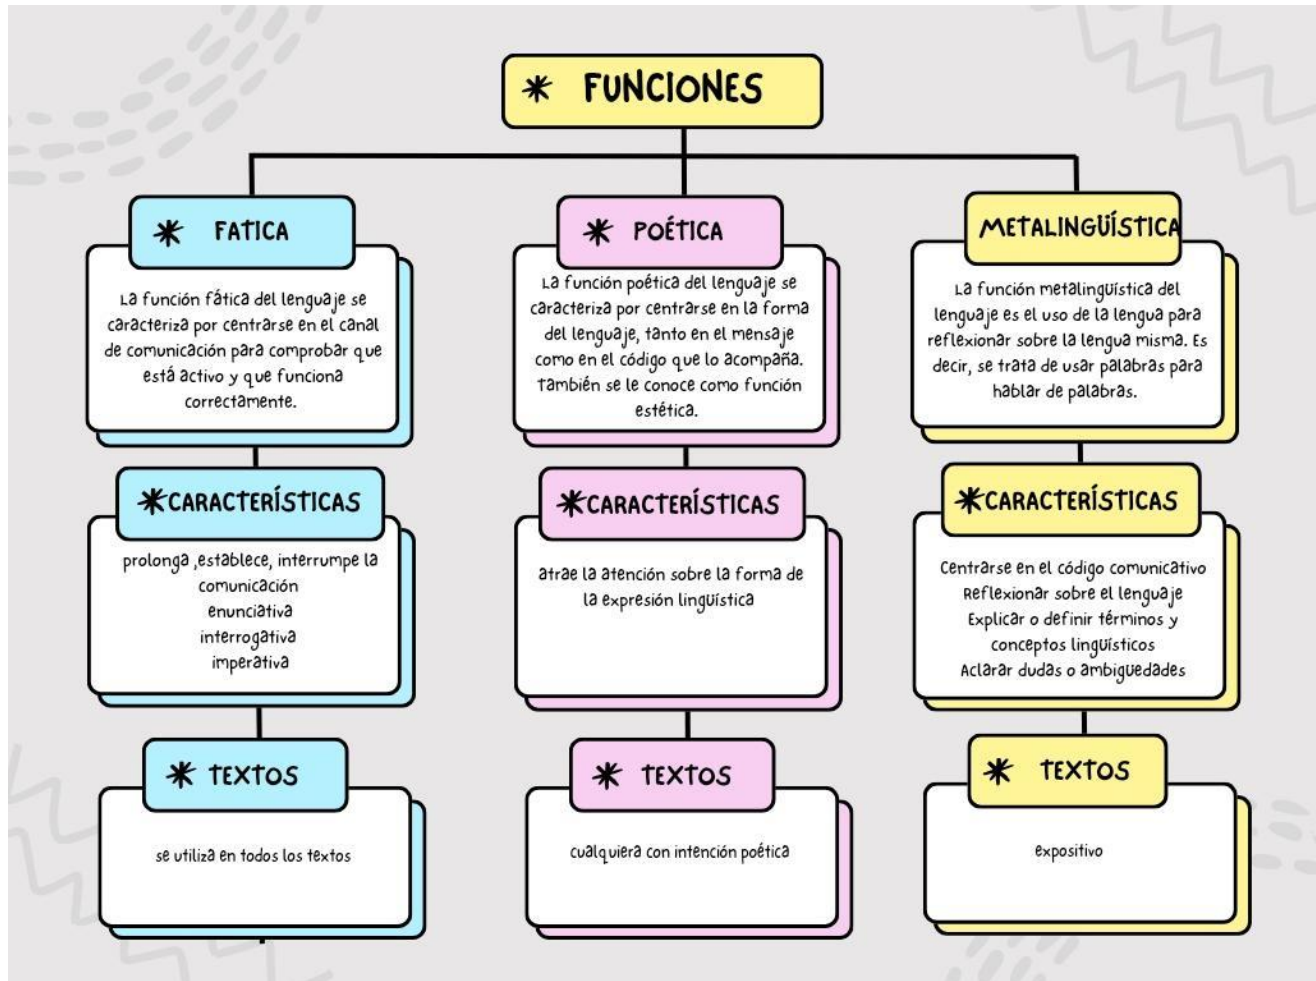 FUNCIONES
FATICA
La función fática del lenguaje se
caracteriza por centrarse en el canal
de comunicación para comprobar que
está activo y que funciona
correctamente.
CARACTERÍSTICAS
prolonga ,establece, interrumpe la
comunicación
enunciativa
interrogativa
imperativa
TEXTOS
se utiliza en todos los textos
POÉTICA
La función poética del lenguaje se
caracteriza por centrarse en la forma
del lenguaje, tanto en el mensaje
como en el código que lo acompaña.
También se le conoce como función
estética.
CARACTERÍSTICAS
atrae la atención sobre la forma de
la expresión lingüística
TEXTOS
cualquiera con intención poética
METALINGÜÍSTICA
La función metalingüística del
lenguaje es el uso de la lengua para
reflexionar sobre la lengua misma. Es
decir, se trata de usar palabras para
hablar de palabras.
CARACTERÍSTICAS
Centrarse en el código comunicativo
Reflexionar sobre el lenguaje
Explicar o definir términos y
conceptos lingüísticos
Aclarar dudas o ambigüedades
TEXTOS
expositivo